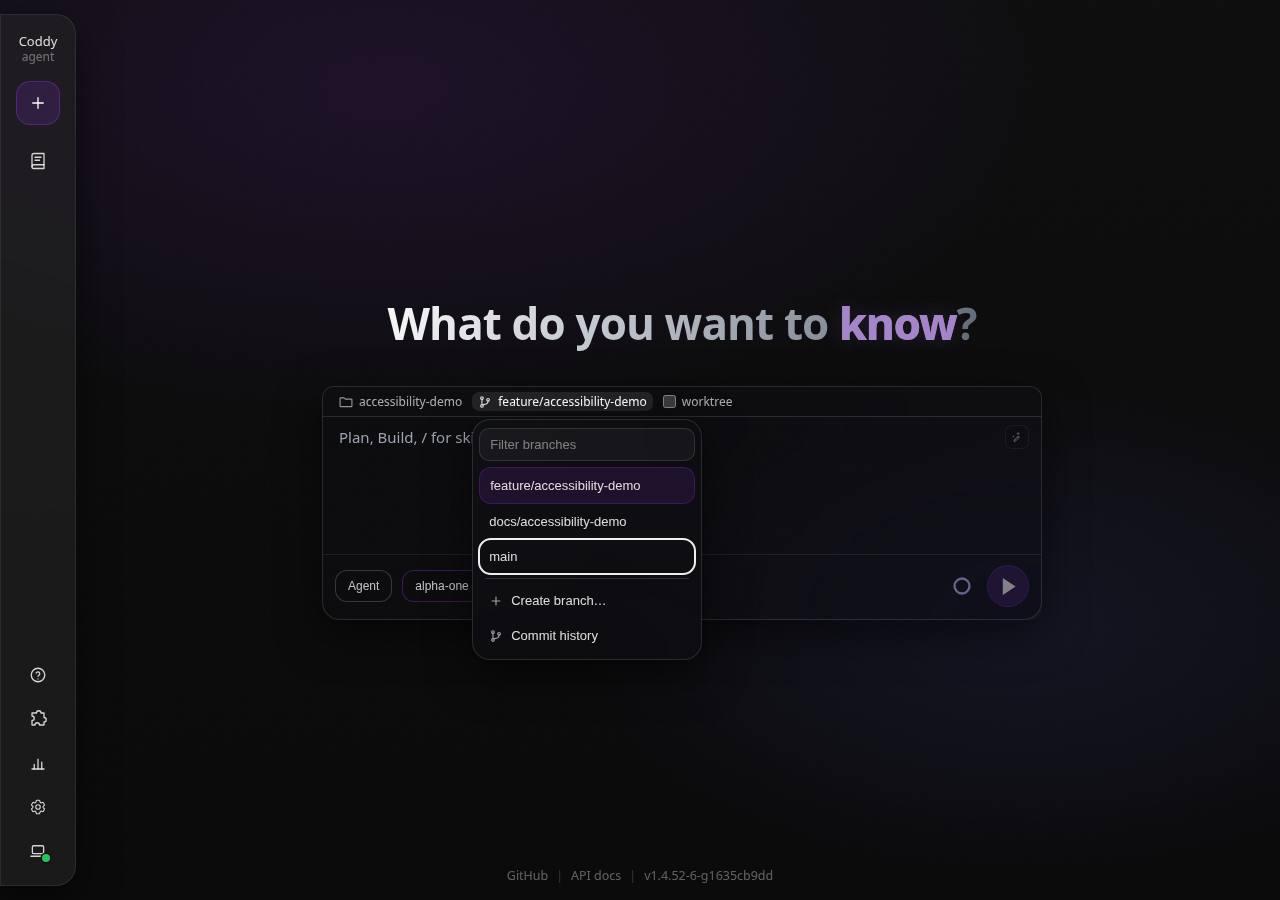 Coddy
agent
What do you want to know?
accessibility-demo
feature/accessibility-demo
worktree
Plan, Build, / for ski
Filter branches
feature/accessibility-demo
docs/accessibility-demo
main
Agent
alpha-one
Create branch…
Commit history
GitHub | API docs | v1.4.52-6-g1635cb9dd